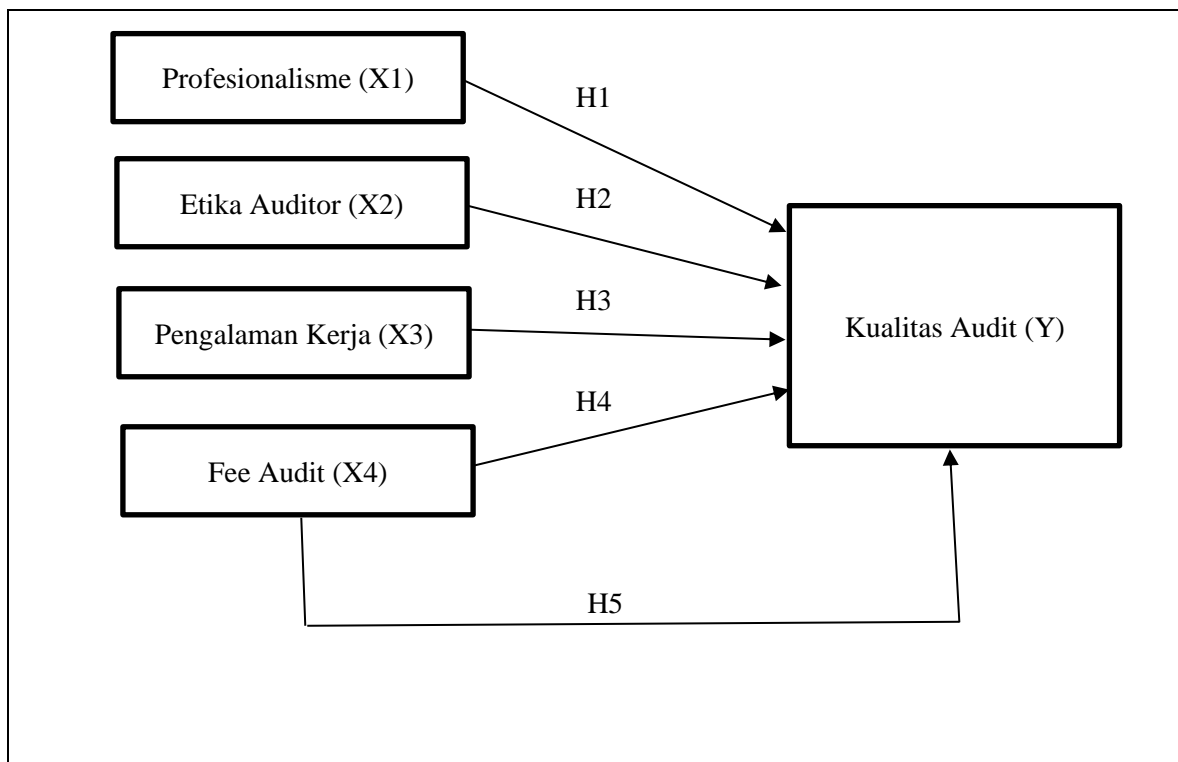 Profesionalisme (X1)
H1
Etika Auditor (X2)
H2
Pengalaman Kerja (X3)
H3
Kualitas Audit (Y)
Fee Audit (X4)
H4
H5